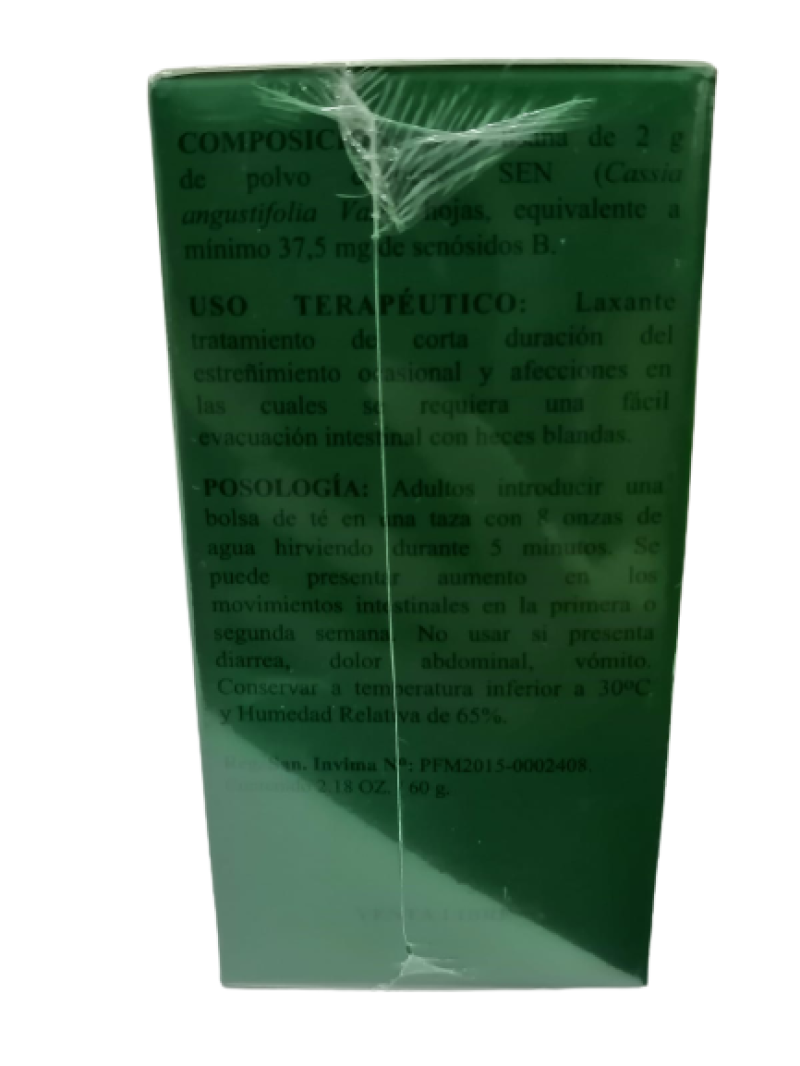 COMPOSICIÓN de 2 g
de polvo SEN (Cassia
angustifolia Va hojas, equivalente a
mínimo 37,5 mg de senósidos B.
USO TERAPÉUTICO: Laxante
tratamiento de corta duración del
estreñimiento ocasional y afecciones en
las cuales se requiera una fácil
evacuación intestinal con heces blandas.
POSOLOGÍA: Adultos introducir una
bolsa de té en una taza con 8 onzas de
agua hirviendo durante 5 minutos. Se
puede presentar aumento en los
movimientos intestinales en la primera o
segunda semana. No usar si presenta
diarrea, dolor abdominal, vómito.
Conservar a temperatura inferior a 30ºC
y Humedad Relativa de 65%.
Reg. San. Invima Nº: PFM2015-0002408.
2.18 OZ. / 60 g.
VENTA LIBRE